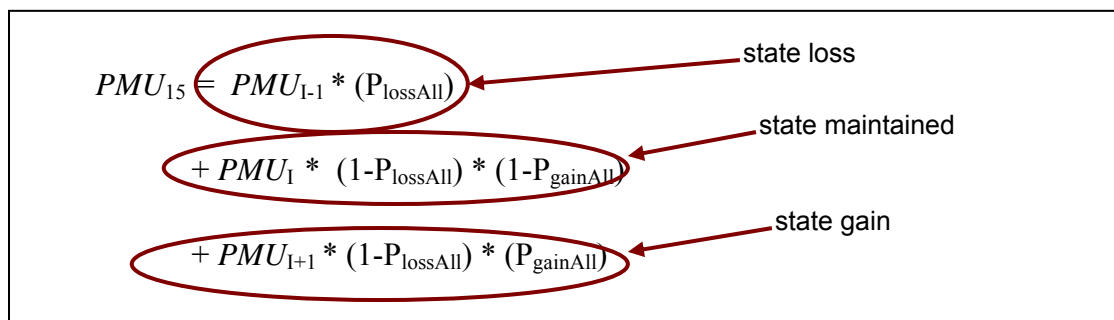 state loss
PMU15 = PMUI-1 * (PlossAll)
state maintained
+ PMUI * (1-PlossAll) * (1-PgainAll)
state gain
+ PMUI+1 * (1-PlossAll) * (PgainAll)